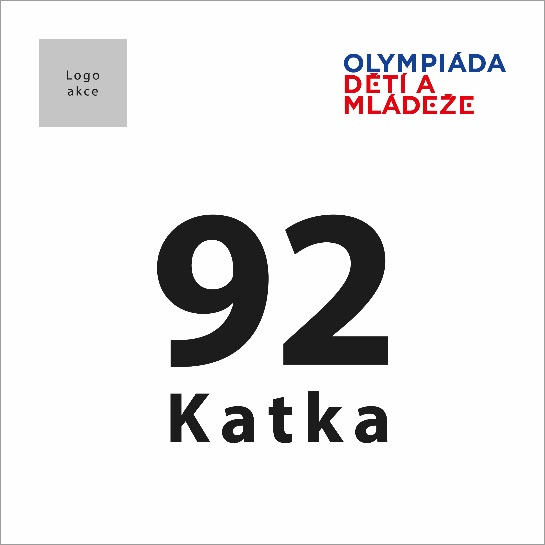 Logo
akce
OLYMPIÁDA
DĚTÍ A
MLÁDEŽE
92
Katka